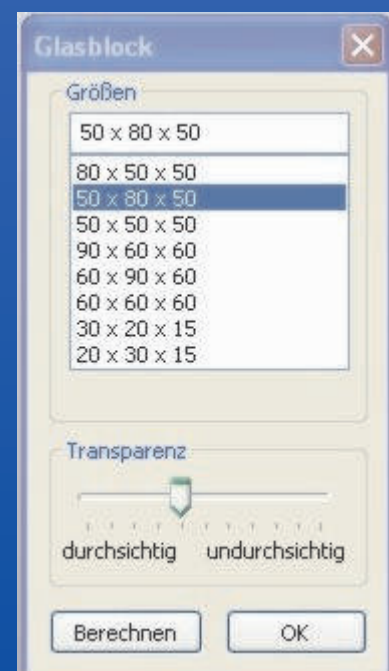 Glasblock
Größen
50 x 80 x 50
80 x 50 x 50
50 x 80 x 50
50 x 50 x 50
90 x 60 x 60
60 x 90 x 60
60 x 60 x 60
30 x 20 x 15
20 x 30 x 15
Transparenz
durchsichtig undurchsichtig
Berechnen OK